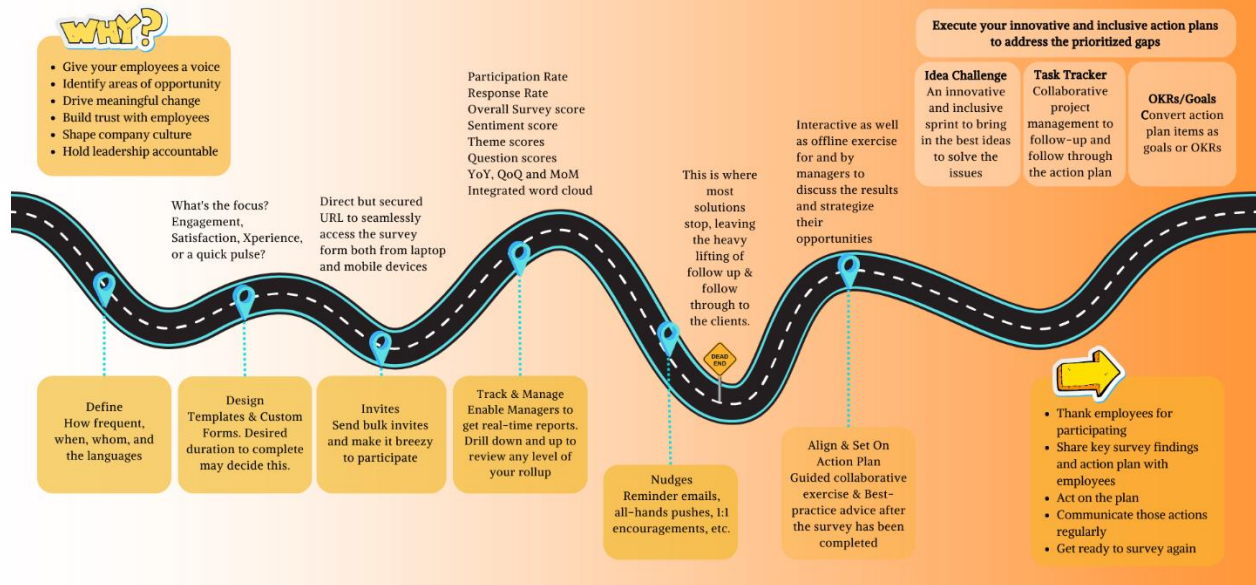 WHY?
• Give your employees a voice
• Identify areas of opportunity
• Drive meaningful change
• Build trust with employees
• Shape company culture
• Hold leadership accountable
What's the focus?
Engagement,
Satisfaction, Xperience,
or a quick pulse?
Direct but secured
URL to seamlessly
access the survey
form both from laptop
and mobile devices
Participation Rate
Response Rate
Overall Survey score
Sentiment score
Theme scores
Question scores
YoY, QoQ and MoM
Integrated word cloud
This is where
most
solutions
stop, leaving
the heavy
lifting of
follow up &
follow
through to
the clients.
Interactive as well
as offline exercise
for and by
managers to
discuss the results
and strategize
their
opportunities
Execute your innovative and inclusive action plans
to address the prioritized gaps
Idea Challenge
An innovative
and inclusive
sprint to bring
in the best ideas
to solve the
issues
Task Tracker
Collaborative
project
management to
follow-up and
follow through
the action plan
OKRs/Goals
Convert action
plan items as
goals or OKRs
DEAD
END
Define
How frequent,
when, whom, and
the languages
Design
Templates & Custom
Forms. Desired
duration to complete
may decide this.
Invites
Send bulk invites
and make it breezy
to participate
Track & Manage
Enable Managers to
get real-time reports.
Drill down and up to
review any level of
your rollup
Nudges
Reminder emails,
all-hands pushes, 1:1
encouragements, etc.
Align & Set On
Action Plan
Guided collaborative
exercise & Best-
practice advice after
the survey has been
completed
• Thank employees for
participating
• Share key survey findings
and action plan with
employees
• Act on the plan
• Communicate those actions
regularly
• Get ready to survey again